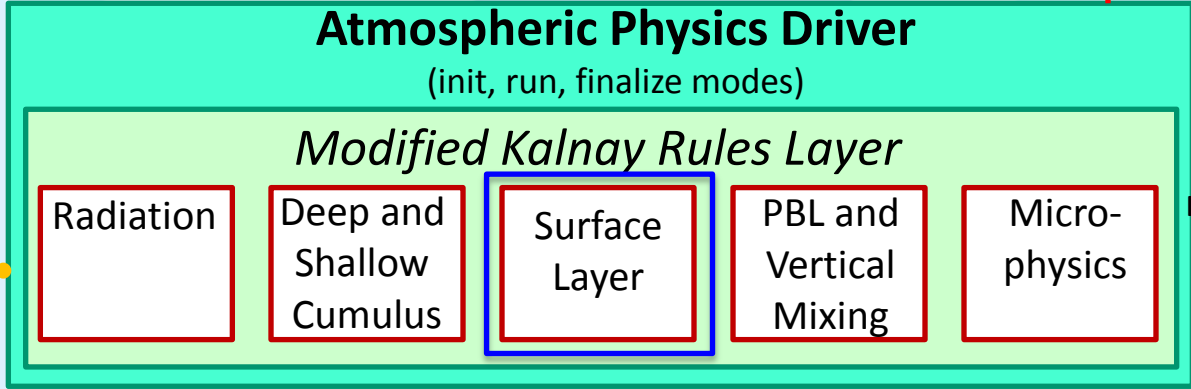 Atmospheric Physics Driver
(init, run, finalize modes)
Modified Kalnay Rules Layer
Radiation
Deep and
Shallow
Cumulus
Surface
Layer
PBL and
Vertical
Mixing
Micro-
physics